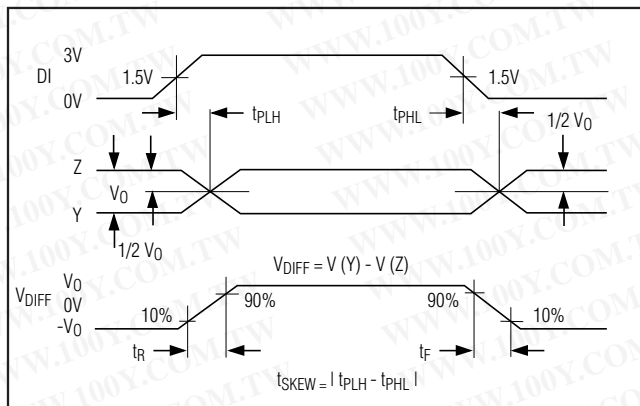 3V
DI
1.5V
1.5V
0V
tPLH
tPHL
1/2 VO
Z
VO
Y
1/2 VO
VDIFF = V (Y) - V (Z)
VO
VDIFF 0V
-VO
10%
90%
90%
10%
tR
tF
tSKEW = | tPLH - tPHL |
WWW.100Y.COM.TW